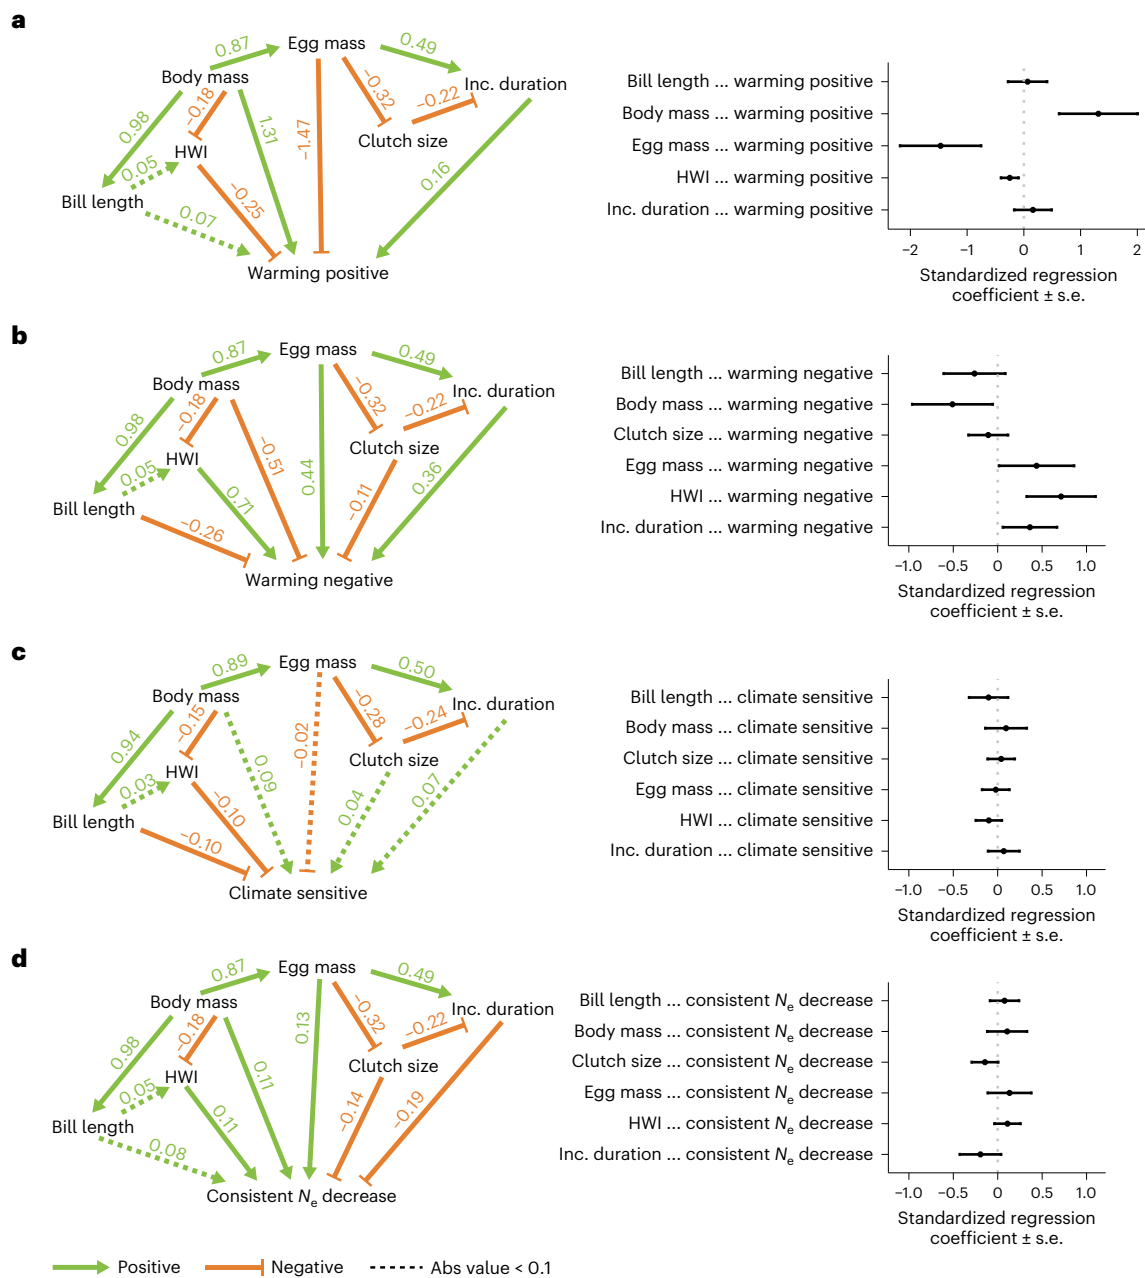 a
Egg mass
Body mass
Inc. duration
Clutch size
HWI
Bill length
Warming positive
0.87
0.49
−0.18
−0.32
−0.22
0.98
1.31
−1.47
0.05
0.16
−0.25
0.07
Bill length ... warming positive
Body mass ... warming positive
Egg mass ... warming positive
HWI ... warming positive
Inc. duration ... warming positive
−2 −1 0 1 2
Standardized regression
coefficient ± s.e.
b
Egg mass
Body mass
Inc. duration
Clutch size
HWI
Bill length
Warming negative
0.87
0.49
−0.18
−0.32
−0.22
0.98
0.05
−0.51
0.44
0.36
0.71
−0.11
−0.26
Bill length ... warming negative
Body mass ... warming negative
Clutch size ... warming negative
Egg mass ... warming negative
HWI ... warming negative
Inc. duration ... warming negative
−1.0 −0.5 0 0.5 1.0
Standardized regression
coefficient ± s.e.
c
Egg mass
Body mass
Inc. duration
Clutch size
HWI
Bill length
Climate sensitive
0.89
0.50
−0.15
−0.28
−0.24
0.94
0.03
0.09
−0.02
0.07
−0.10
0.04
−0.10
Bill length ... climate sensitive
Body mass ... climate sensitive
Clutch size ... climate sensitive
Egg mass ... climate sensitive
HWI ... climate sensitive
Inc. duration ... climate sensitive
−1.0 −0.5 0 0.5 1.0
Standardized regression
coefficient ± s.e.
d
Egg mass
Body mass
Inc. duration
Clutch size
HWI
Bill length
Consistent Ne decrease
0.87
0.49
−0.18
−0.32
−0.22
0.98
0.13
0.05
0.11
0.11
−0.14
−0.19
0.08
Bill length ... consistent Ne decrease
Body mass ... consistent Ne decrease
Clutch size ... consistent Ne decrease
Egg mass ... consistent Ne decrease
HWI ... consistent Ne decrease
Inc. duration ... consistent Ne decrease
−1.0 −0.5 0 0.5 1.0
Standardized regression
coefficient ± s.e.
Positive Negative Abs value < 0.1